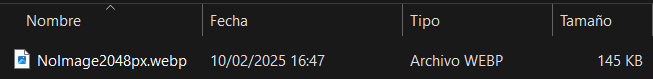 Nombre Fecha Tipo Tamaño
NoImage2048px.webp 10/02/2025 16:47 Archivo WEBP 145 KB